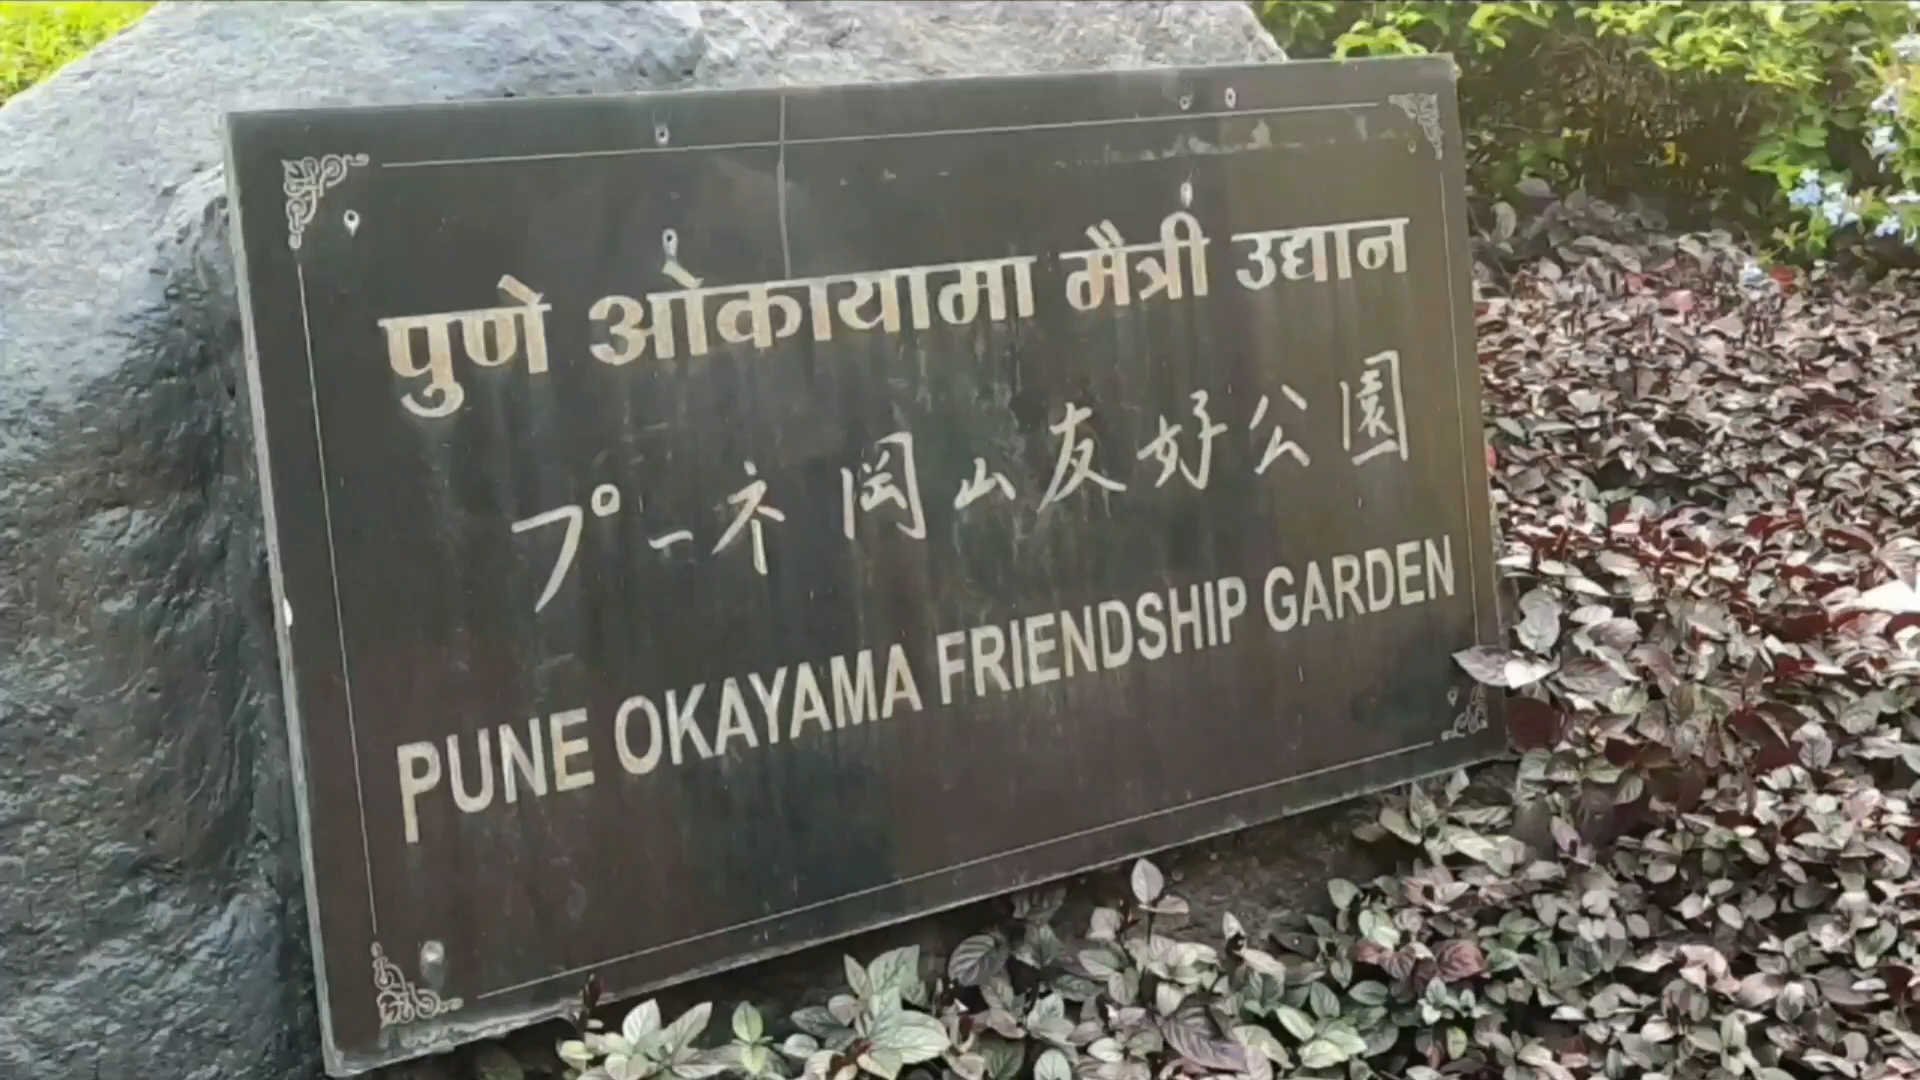 पुणे ओकायामा मैत्री उद्यान
プーネ 岡山友好公園
PUNE OKAYAMA FRIENDSHIP GARDEN